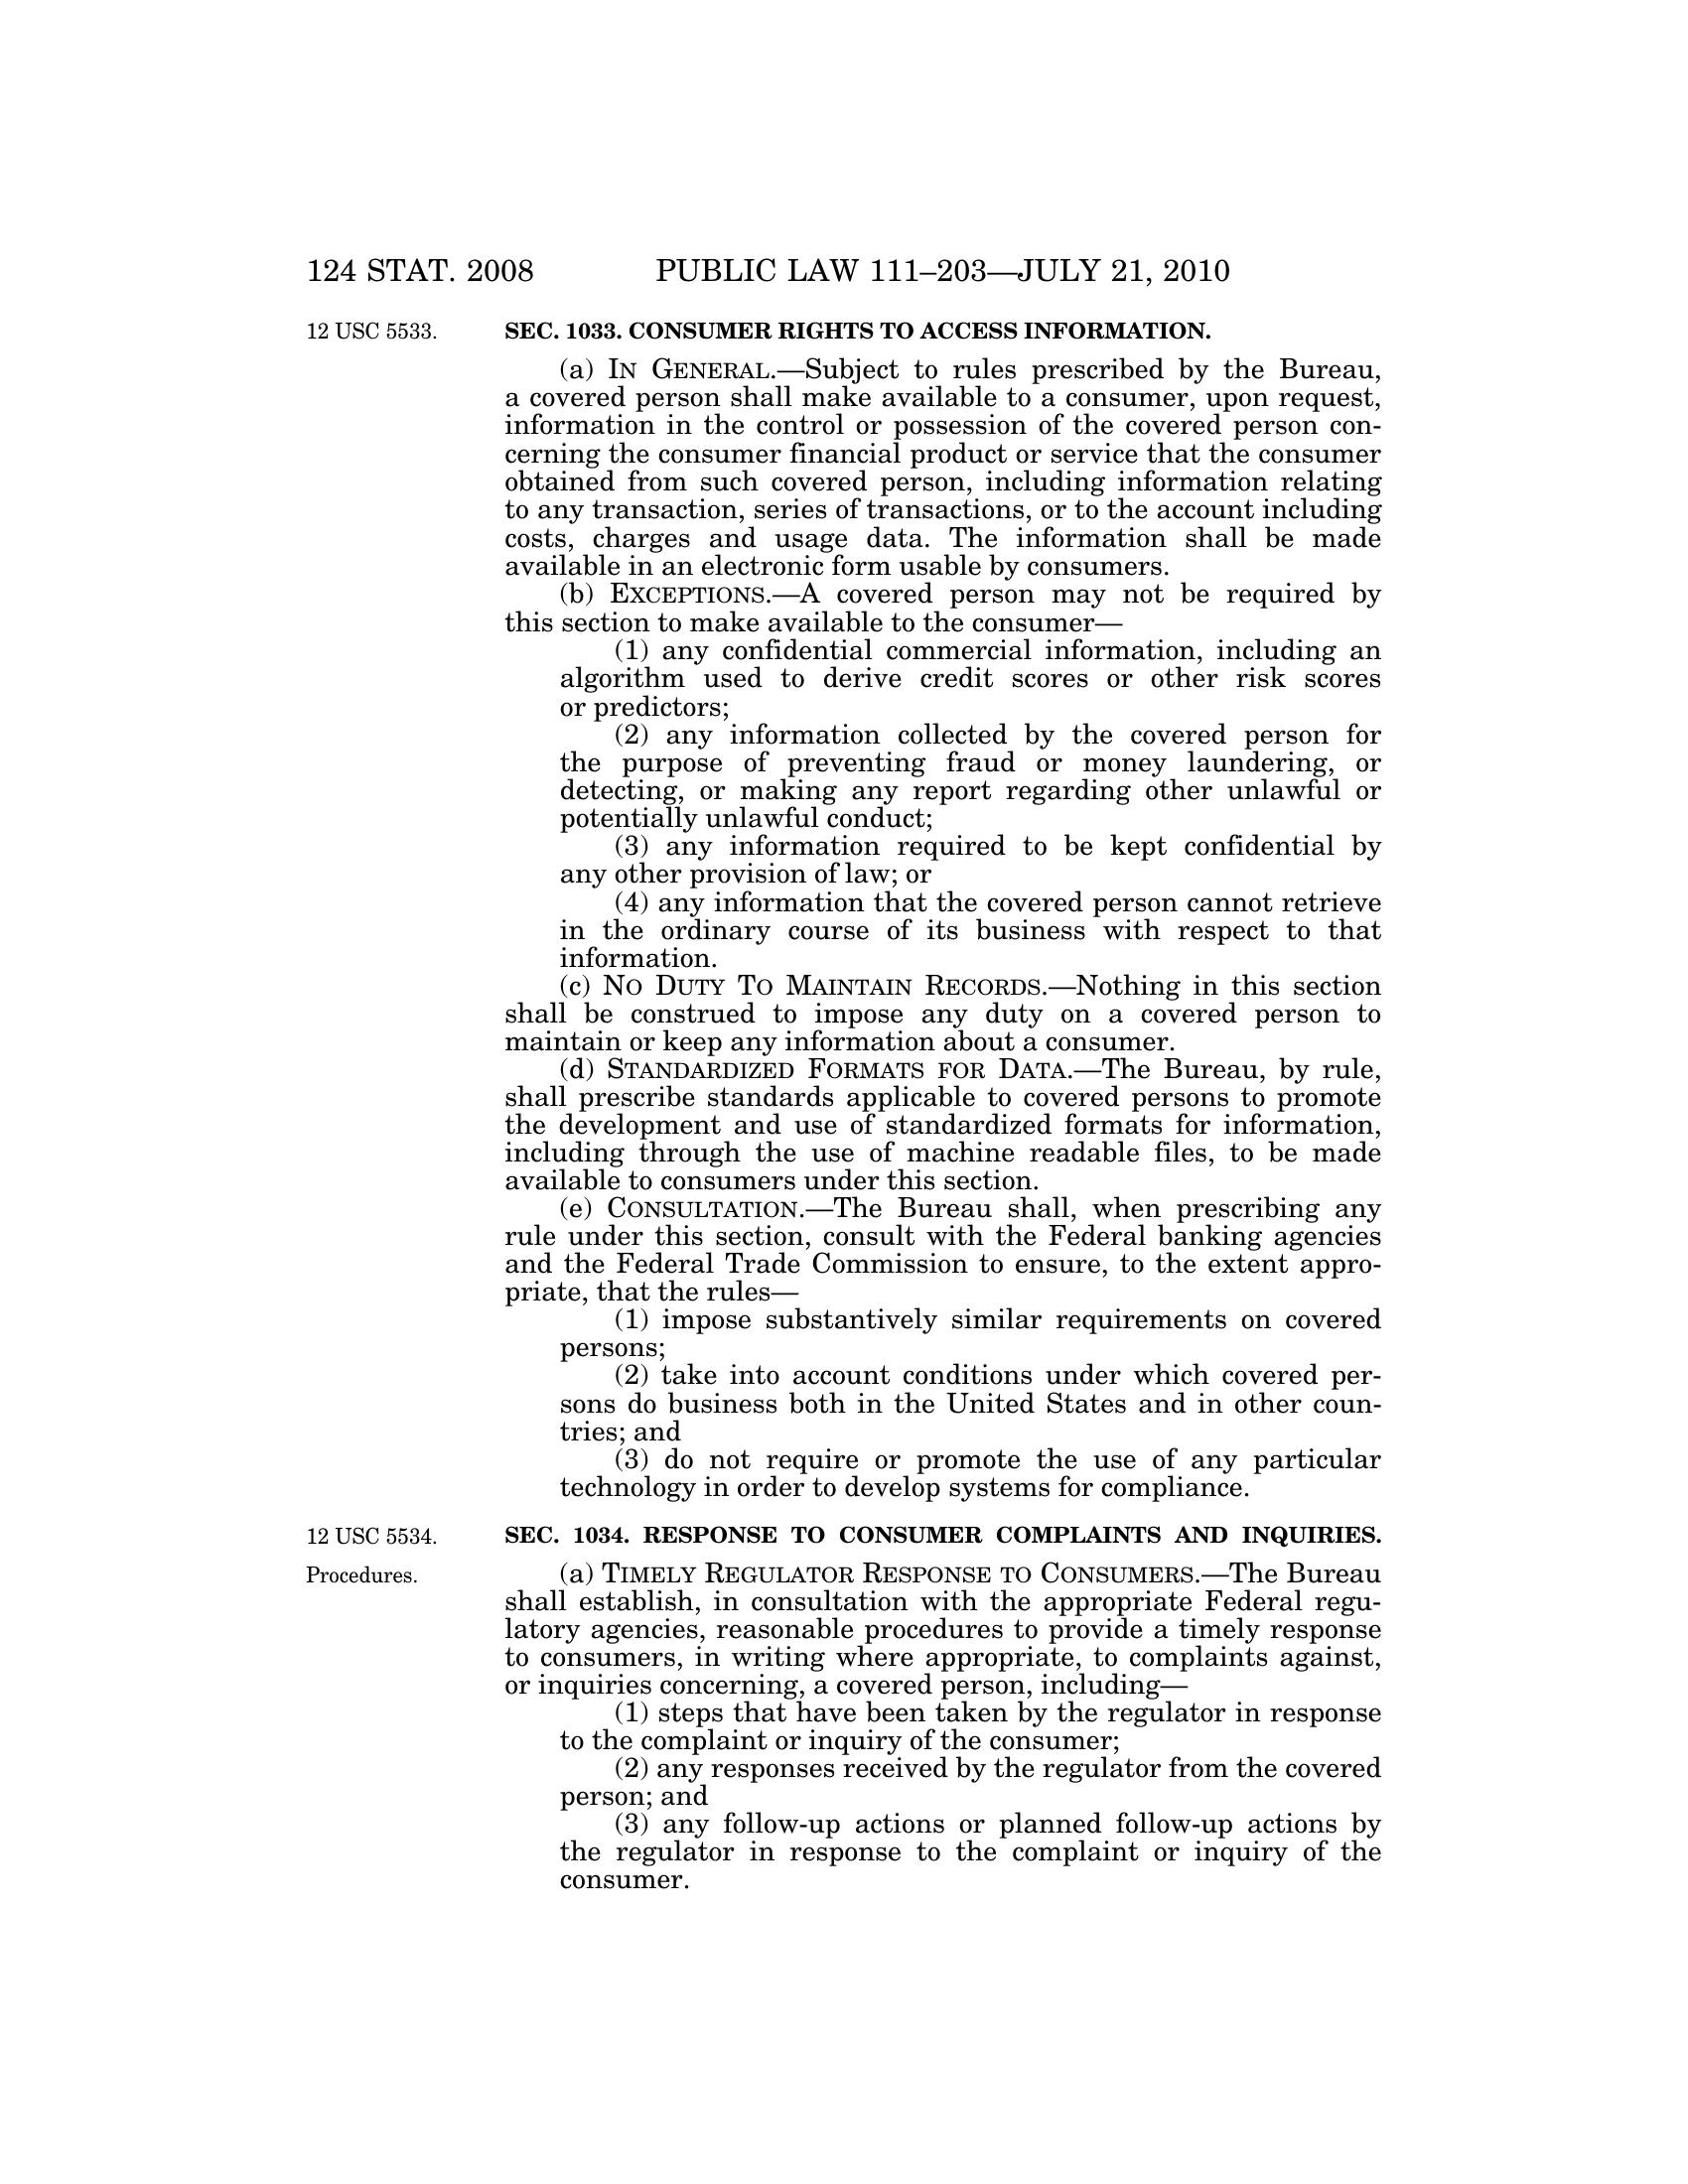 124 STAT. 2008 PUBLIC LAW 111–203—JULY 21, 2010
12 USC 5533.
SEC. 1033. CONSUMER RIGHTS TO ACCESS INFORMATION.
(a) IN GENERAL.—Subject to rules prescribed by the Bureau,
a covered person shall make available to a consumer, upon request,
information in the control or possession of the covered person con-
cerning the consumer financial product or service that the consumer
obtained from such covered person, including information relating
to any transaction, series of transactions, or to the account including
costs, charges and usage data. The information shall be made
available in an electronic form usable by consumers.
(b) EXCEPTIONS.—A covered person may not be required by
this section to make available to the consumer—
(1) any confidential commercial information, including an
algorithm used to derive credit scores or other risk scores
or predictors;
(2) any information collected by the covered person for
the purpose of preventing fraud or money laundering, or
detecting, or making any report regarding other unlawful or
potentially unlawful conduct;
(3) any information required to be kept confidential by
any other provision of law; or
(4) any information that the covered person cannot retrieve
in the ordinary course of its business with respect to that
information.
(c) NO DUTY TO MAINTAIN RECORDS.—Nothing in this section
shall be construed to impose any duty on a covered person to
maintain or keep any information about a consumer.
(d) STANDARDIZED FORMATS FOR DATA.—The Bureau, by rule,
shall prescribe standards applicable to covered persons to promote
the development and use of standardized formats for information,
including through the use of machine readable files, to be made
available to consumers under this section.
(e) CONSULTATION.—The Bureau shall, when prescribing any
rule under this section, consult with the Federal banking agencies
and the Federal Trade Commission to ensure, to the extent appro-
priate, that the rules—
(1) impose substantively similar requirements on covered
persons;
(2) take into account conditions under which covered per-
sons do business both in the United States and in other coun-
tries; and
(3) do not require or promote the use of any particular
technology in order to develop systems for compliance.
12 USC 5534.
SEC. 1034. RESPONSE TO CONSUMER COMPLAINTS AND INQUIRIES.
Procedures.
(a) TIMELY REGULATOR RESPONSE TO CONSUMERS.—The Bureau
shall establish, in consultation with the appropriate Federal regu-
latory agencies, reasonable procedures to provide a timely response
to consumers, in writing where appropriate, to complaints against,
or inquiries concerning, a covered person, including—
(1) steps that have been taken by the regulator in response
to the complaint or inquiry of the consumer;
(2) any responses received by the regulator from the covered
person; and
(3) any follow-up actions or planned follow-up actions by
the regulator in response to the complaint or inquiry of the
consumer.